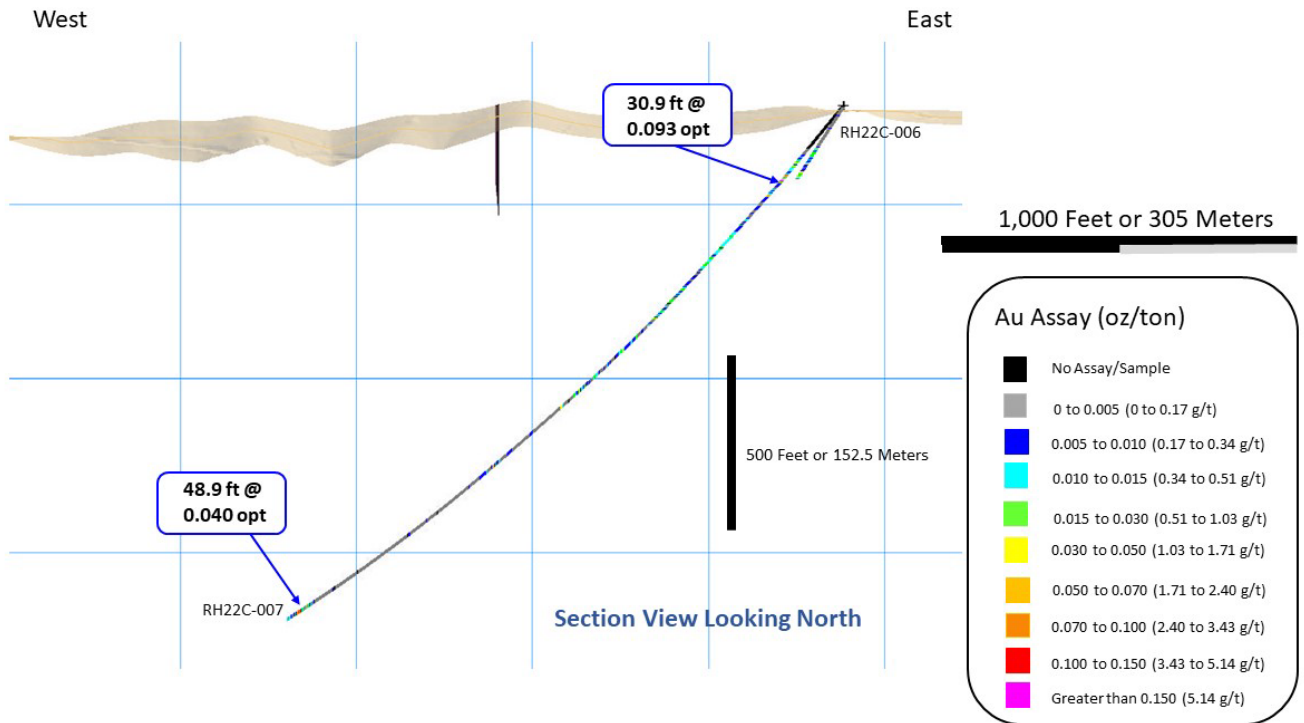 West
East
30.9 ft @
0.093 opt
RH22C-006
1,000 Feet or 305 Meters
Au Assay (oz/ton)
No Assay/Sample
0 to 0.005 (0 to 0.17 g/t)
0.005 to 0.010 (0.17 to 0.34 g/t)
0.010 to 0.015 (0.34 to 0.51 g/t)
0.015 to 0.030 (0.51 to 1.03 g/t)
0.030 to 0.050 (1.03 to 1.71 g/t)
0.050 to 0.070 (1.71 to 2.40 g/t)
0.070 to 0.100 (2.40 to 3.43 g/t)
0.100 to 0.150 (3.43 to 5.14 g/t)
Greater than 0.150 (5.14 g/t)
500 Feet or 152.5 Meters
48.9 ft @
0.040 opt
RH22C-007
Section View Looking North